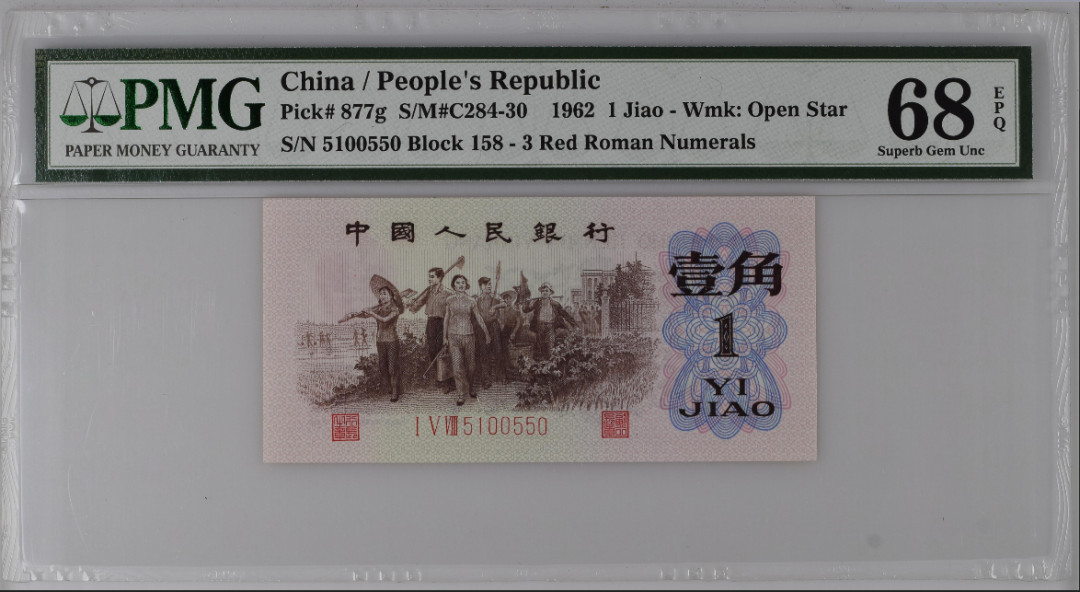 PMG
PAPER MONEY GUARANTY
China / People's Republic
Pick# 877g S/M#C284-30 1962 1 Jiao - Wmk: Open Star
S/N 5100550 Block 158 - 3 Red Roman Numerals
68
EPQ
Superb Gem Unc
中國人民銀行
壹角
1
YI
JIAO
I V VIII 5100550